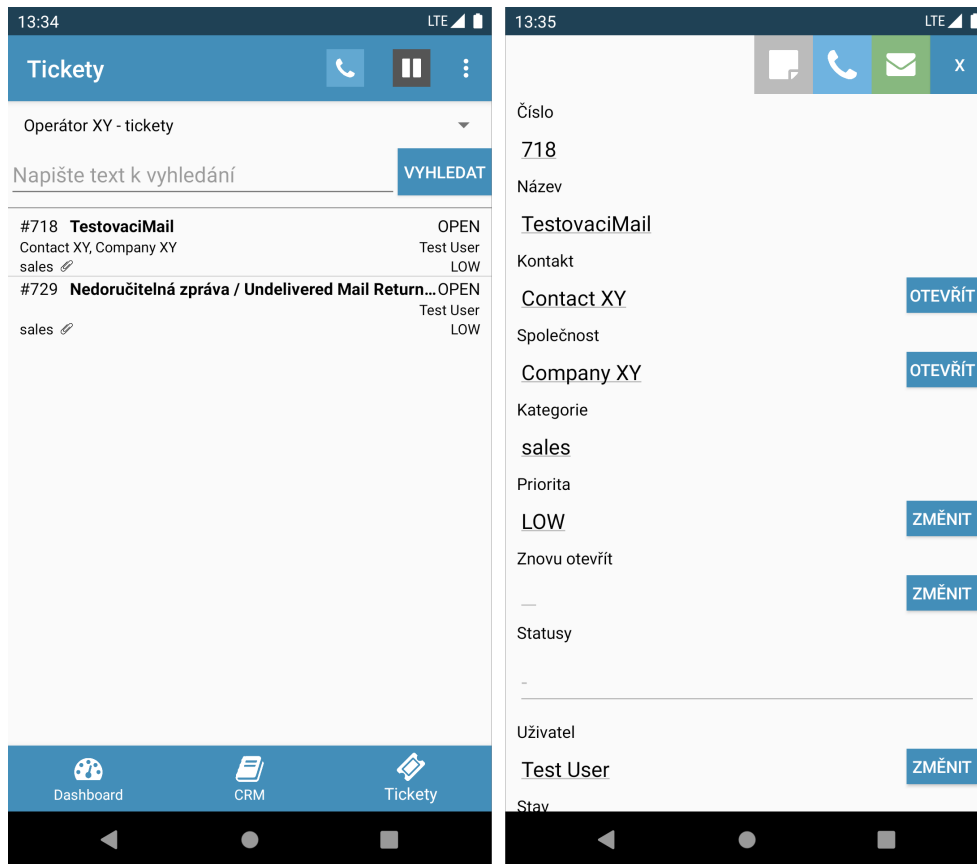 13:34 LTE
Tickety
Operátor XY - tickety
Napište text k vyhledání VYHLEDAT
#718 TestovaciMail OPEN
Contact XY, Company XY Test User
sales LOW
#729 Nedoručitelná zpráva / Undelivered Mail Return... OPEN
Test User
sales LOW
Dashboard CRM Tickety
13:35 LTE
X
Číslo
718
Název
TestovaciMail
Kontakt
Contact XY OTEVŘÍT
Společnost
Company XY OTEVŘÍT
Kategorie
sales
Priorita
LOW ZMĚNIT
Znovu otevřít
__ ZMĚNIT
Statusy
-
Uživatel
Test User ZMĚNIT
Stav